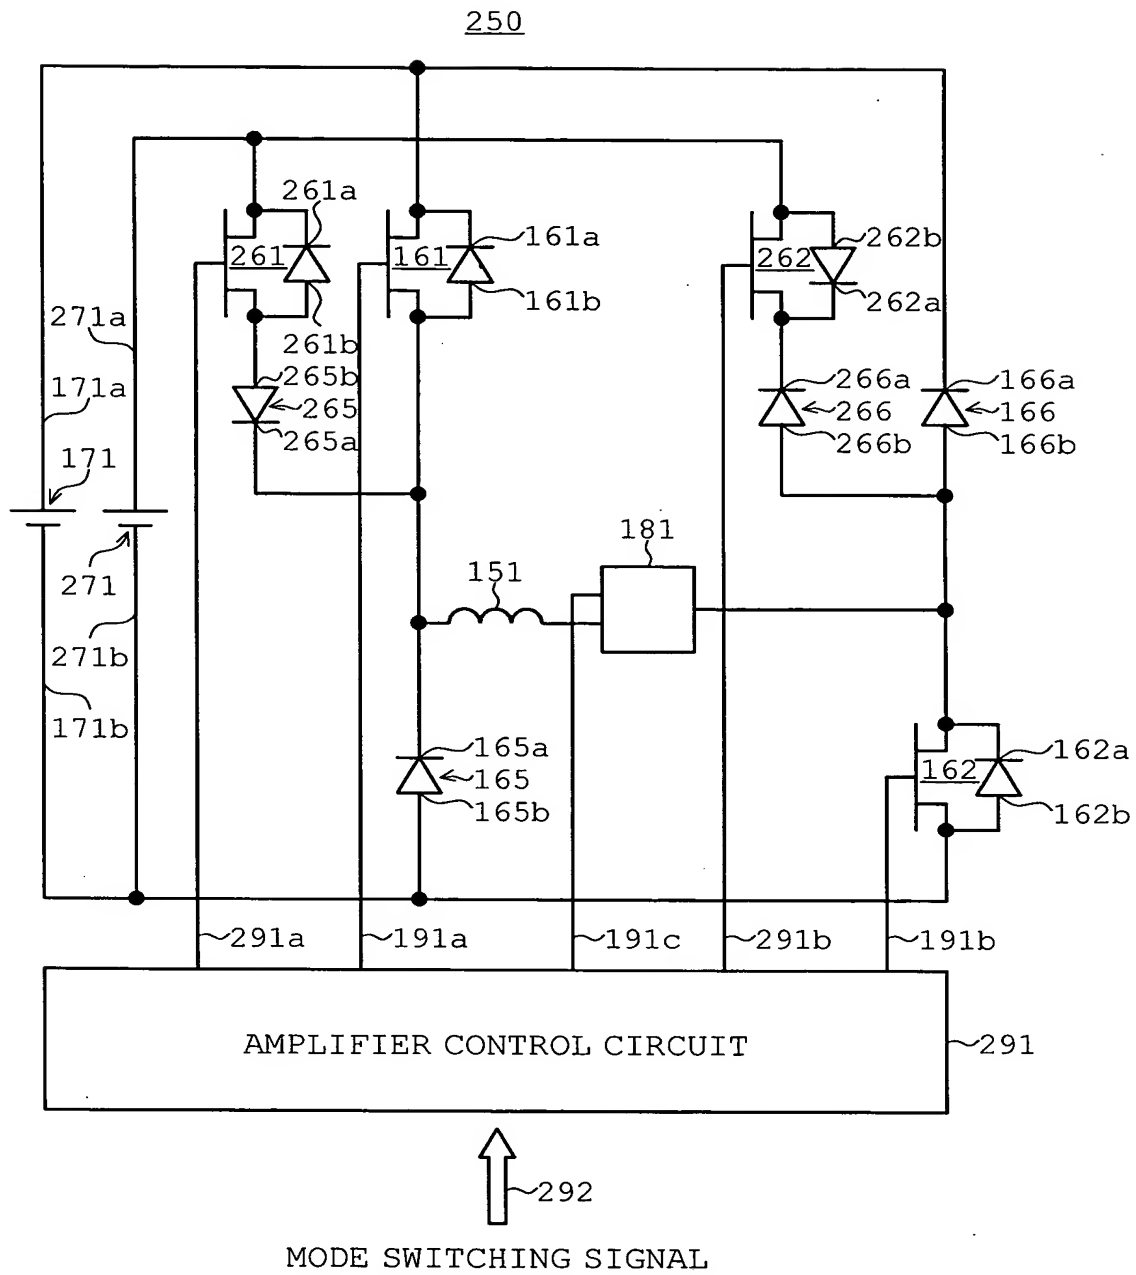 250
261a
261
261b
161a
161
161b
262b
262
262a
271a
171a
265b
265
265a
266a
266
266b
166a
166
166b
171
181
151
271
271b
171b
165a
165
165b
162a
162
162b
291a
191a
191c
291b
191b
AMPLIFIER CONTROL CIRCUIT
291
292
MODE SWITCHING SIGNAL